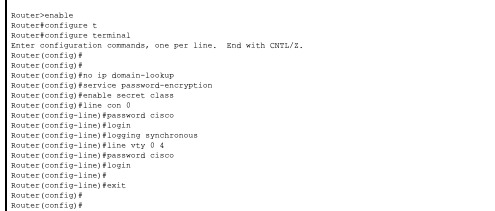 Router>enable
Router#configure t
Router#configure terminal
Enter configuration commands, one per line.  End with CNTL/Z.
Router(config)#
Router(config)#
Router(config)#no ip domain-lookup
Router(config)#service password-encryption
Router(config)#enable secret class
Router(config)#line con 0
Router(config-line)#password cisco
Router(config-line)#login
Router(config-line)#logging synchronous
Router(config-line)#line vty 0 4
Router(config-line)#password cisco
Router(config-line)#login
Router(config-line)#
Router(config-line)#exit
Router(config)#
Router(config)#